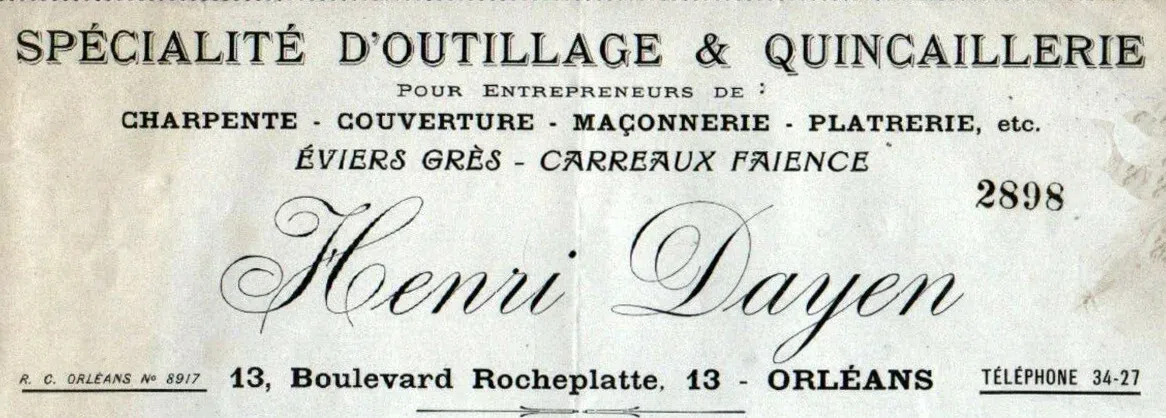 SPÉCIALITÉ D'OUTILLAGE & QUINCAILLERIE
POUR ENTREPRENEURS DE :
CHARPENTE - COUVERTURE - MAÇONNERIE - PLATRERIE, etc.
ÉVIERS GRÈS - CARREAUX FAIENCE
2898
Henri Dayen
R. C. ORLÉANS No 8917 13, Boulevard Rocheplatte, 13 - ORLÉANS TÉLÉPHONE 34-27